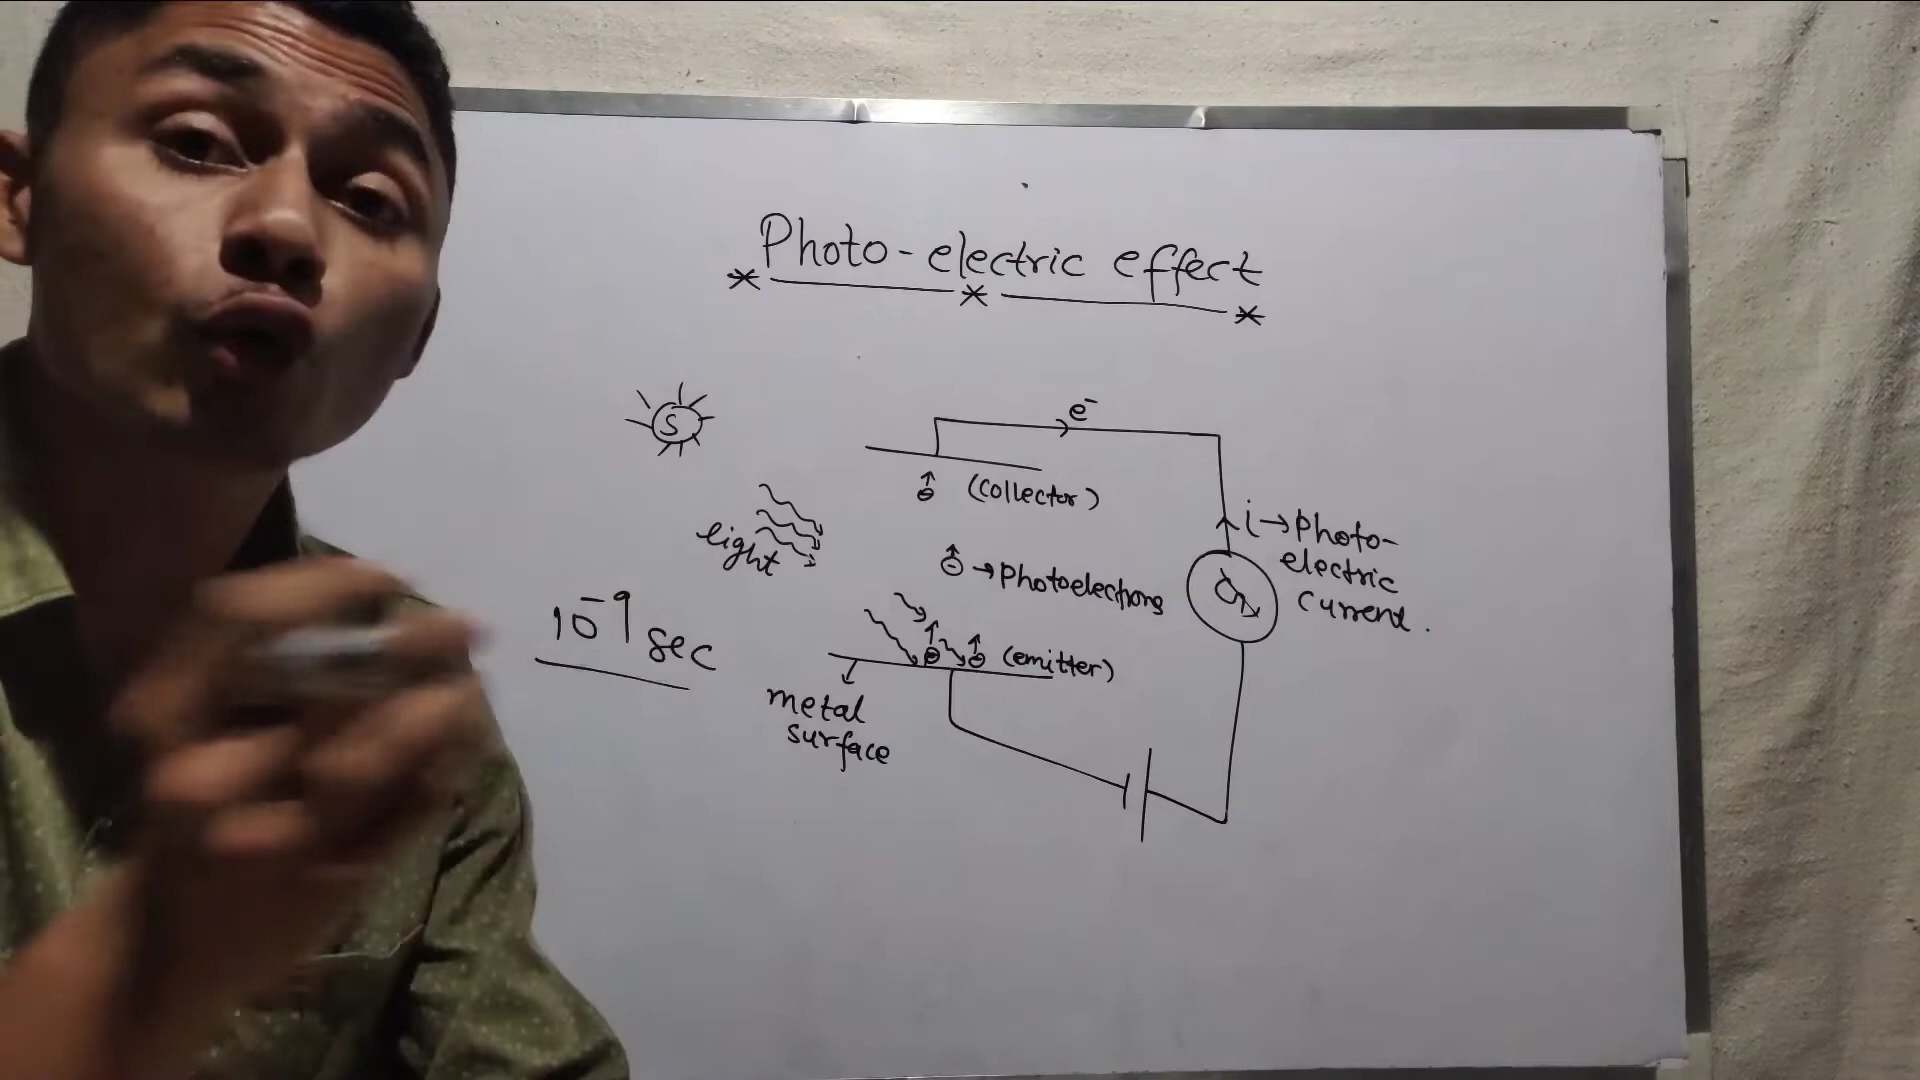 Photo-electric effect
S
e⁻
(collector)
light
i→photo-
electric
current.
→photoelectrons
10⁻⁹ sec
(emitter)
metal
surface